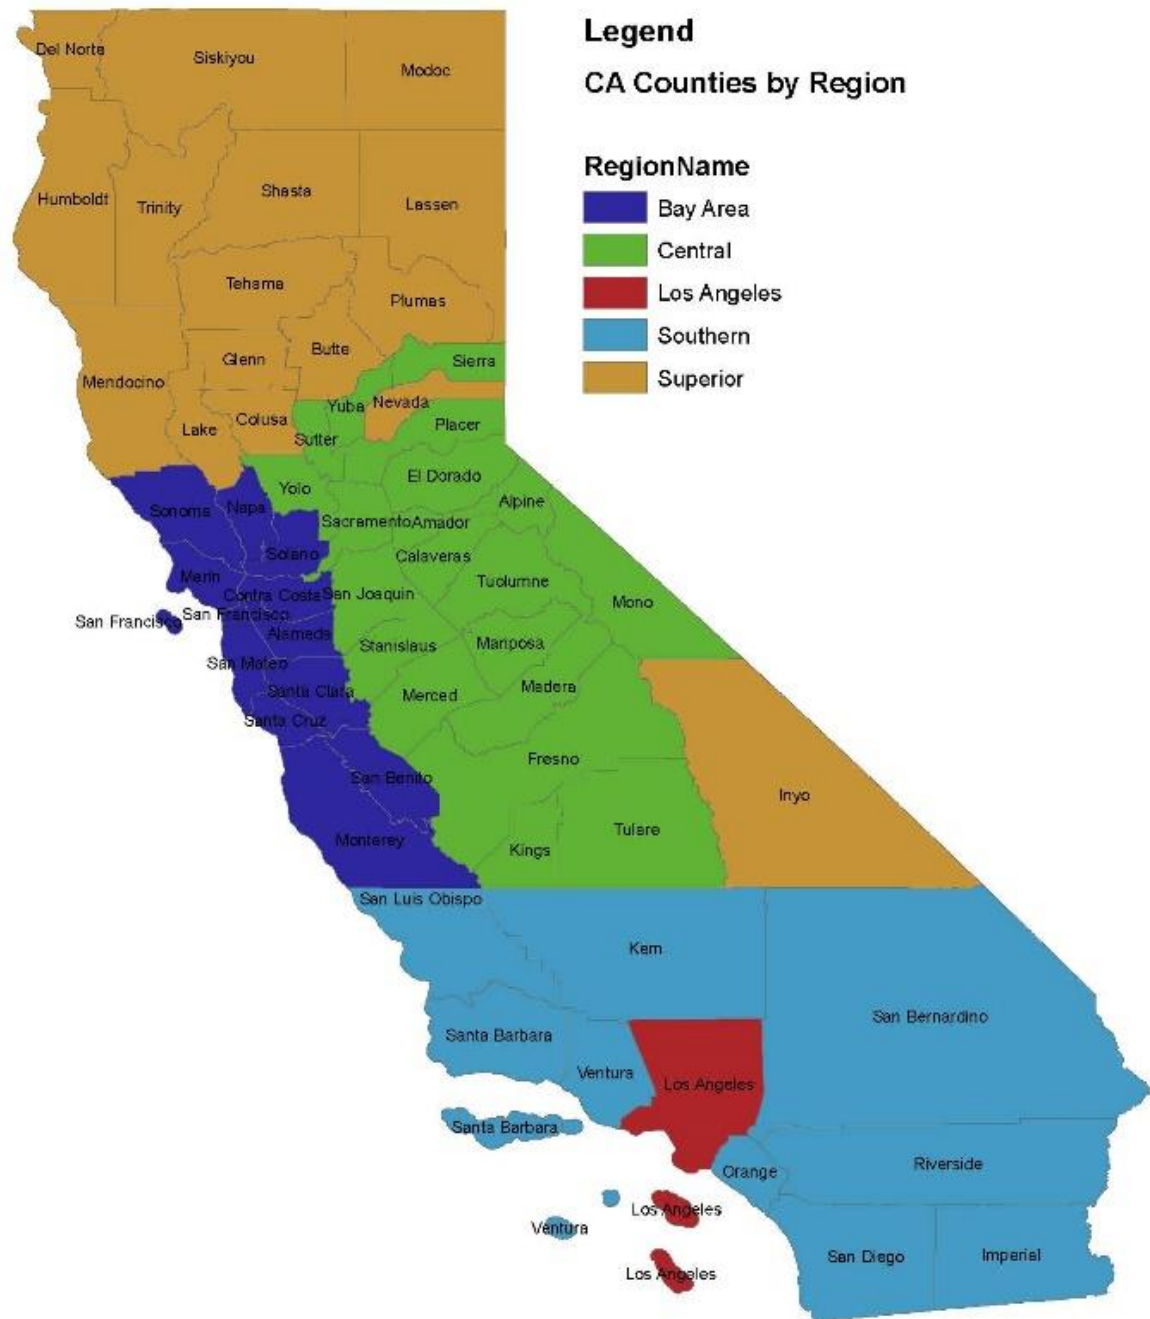 Legend
CA Counties by Region
RegionName
Bay Area
Central
Los Angeles
Southern
Superior
Del Norte
Siskiyou
Modoc
Humboldt
Trinity
Shasta
Lassen
Tehama
Plumas
Mendocino
Glenn
Butte
Sierra
Lake
Colusa
Yuba
Nevada
Sutter
Placer
Yolo
El Dorado
Alpine
Sonoma
Napa
Sacramento
Amador
Solano
Calaveras
Marin
Contra Costa
San Joaquin
Tuolumne
Mono
San Francisco
San Francisco
Alameda
Stanislaus
Mariposa
San Mateo
Santa Clara
Merced
Madera
Santa Cruz
San Benito
Fresno
Inyo
Monterey
Kings
Tulare
San Luis Obispo
Kern
San Bernardino
Santa Barbara
Ventura
Los Angeles
Santa Barbara
Orange
Riverside
Ventura
Los Angeles
San Diego
Imperial
Los Angeles